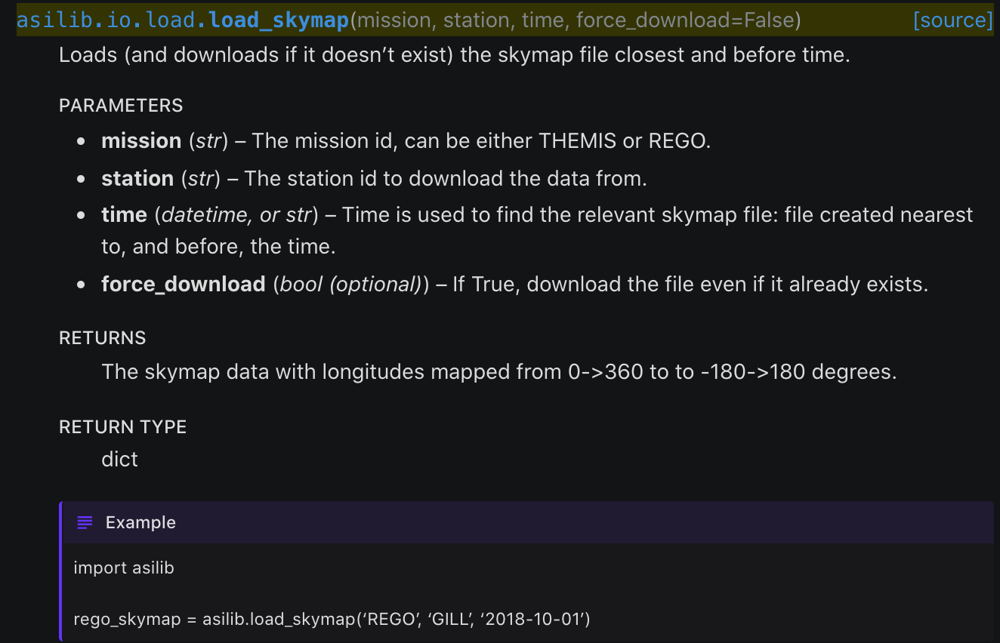 asilib.io.load.load_skymap(mission, station, time, force_download=False) [source]
Loads (and downloads if it doesn’t exist) the skymap file closest and before time.
PARAMETERS
• mission (str) – The mission id, can be either THEMIS or REGO.
• station (str) – The station id to download the data from.
• time (datetime, or str) – Time is used to find the relevant skymap file: file created nearest
to, and before, the time.
• force_download (bool (optional)) – If True, download the file even if it already exists.
RETURNS
The skymap data with longitudes mapped from 0->360 to to -180->180 degrees.
RETURN TYPE
dict
Example
import asilib
rego_skymap = asilib.load_skymap(‘REGO’, ‘GILL’, ‘2018-10-01’)